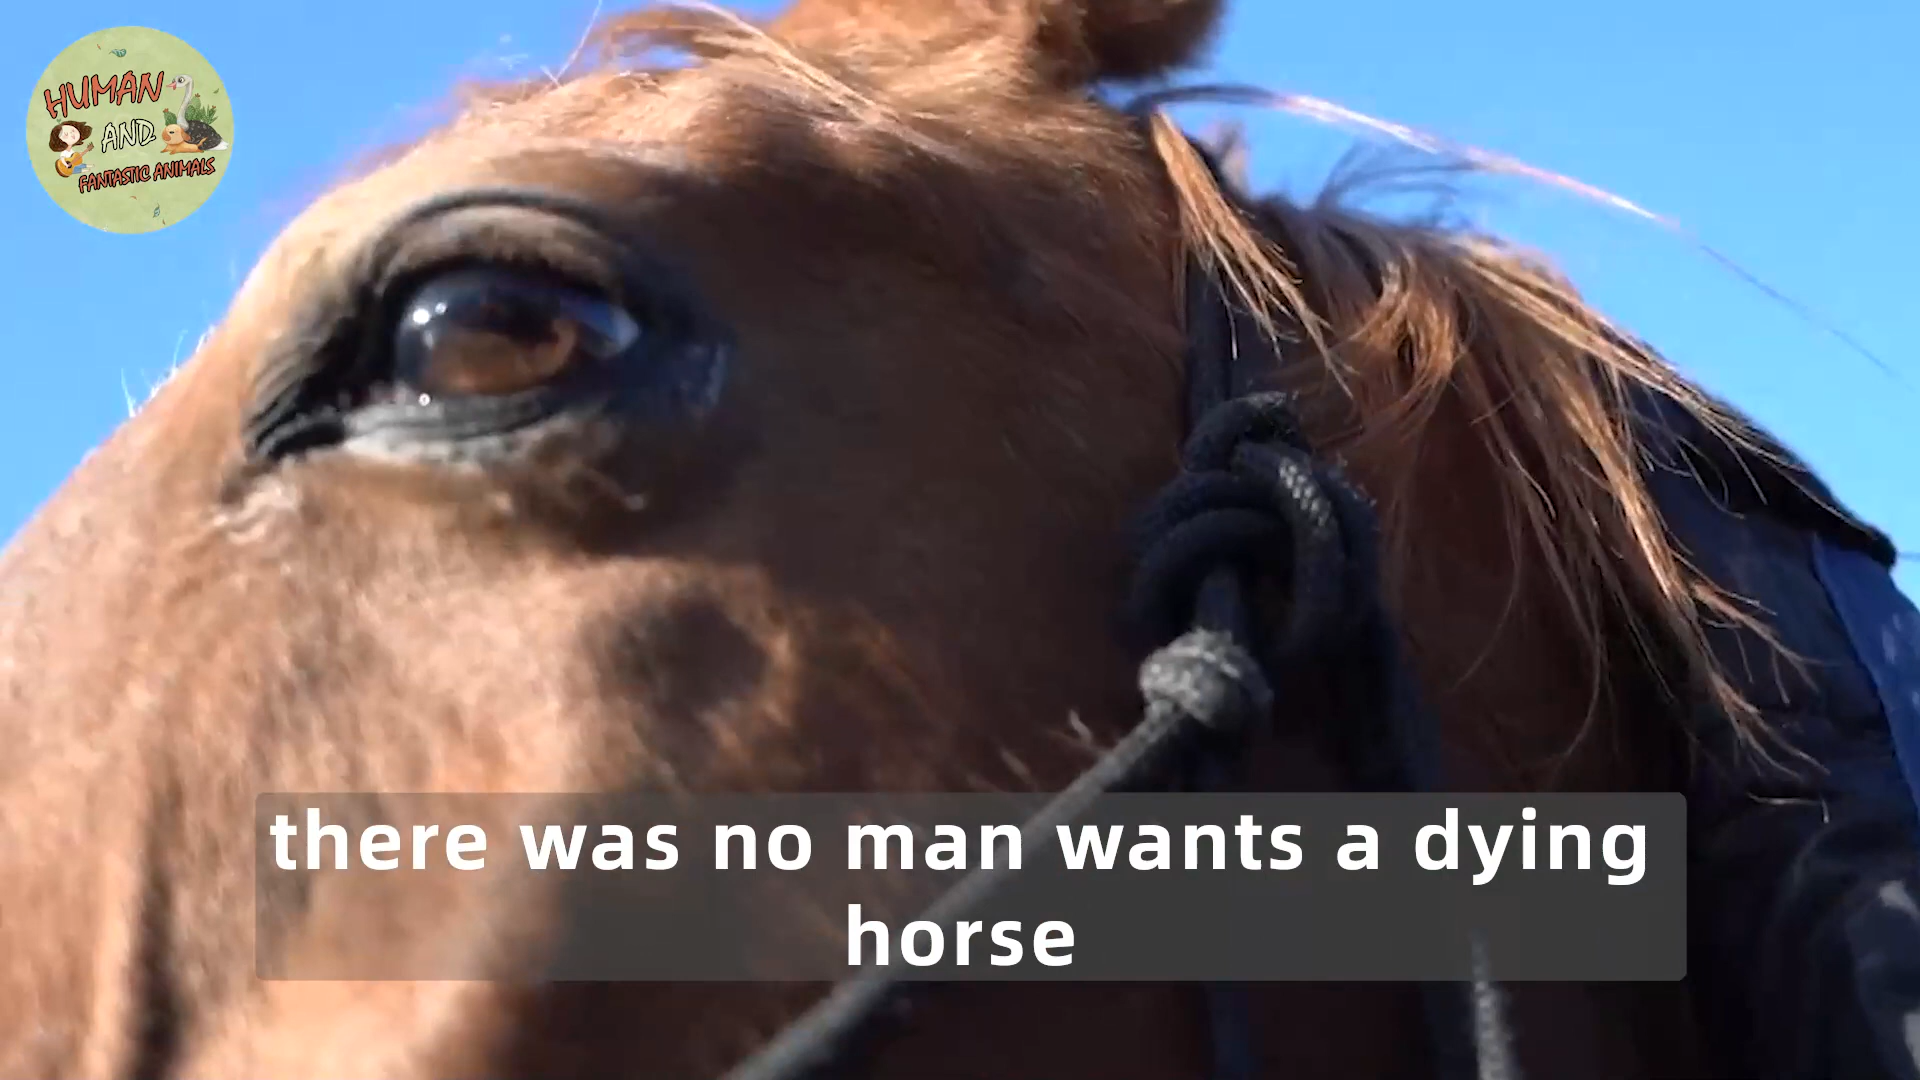 HUMAN
AND
FANTASTIC ANIMALS
there was no man wants a dying
horse